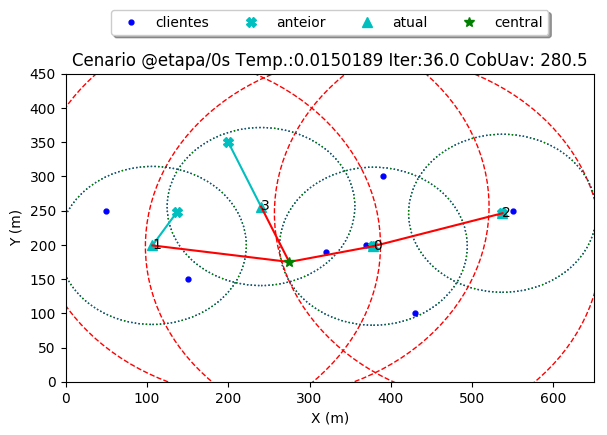 clientes anteior atual central
Cenario @etapa/0s Temp.:0.0150189 Iter:36.0 CobUav: 280.5
450
400
350
300
250
200
150
100
50
0
Y (m)
3
2
1
0
0 100 200 300 400 500 600
X (m)